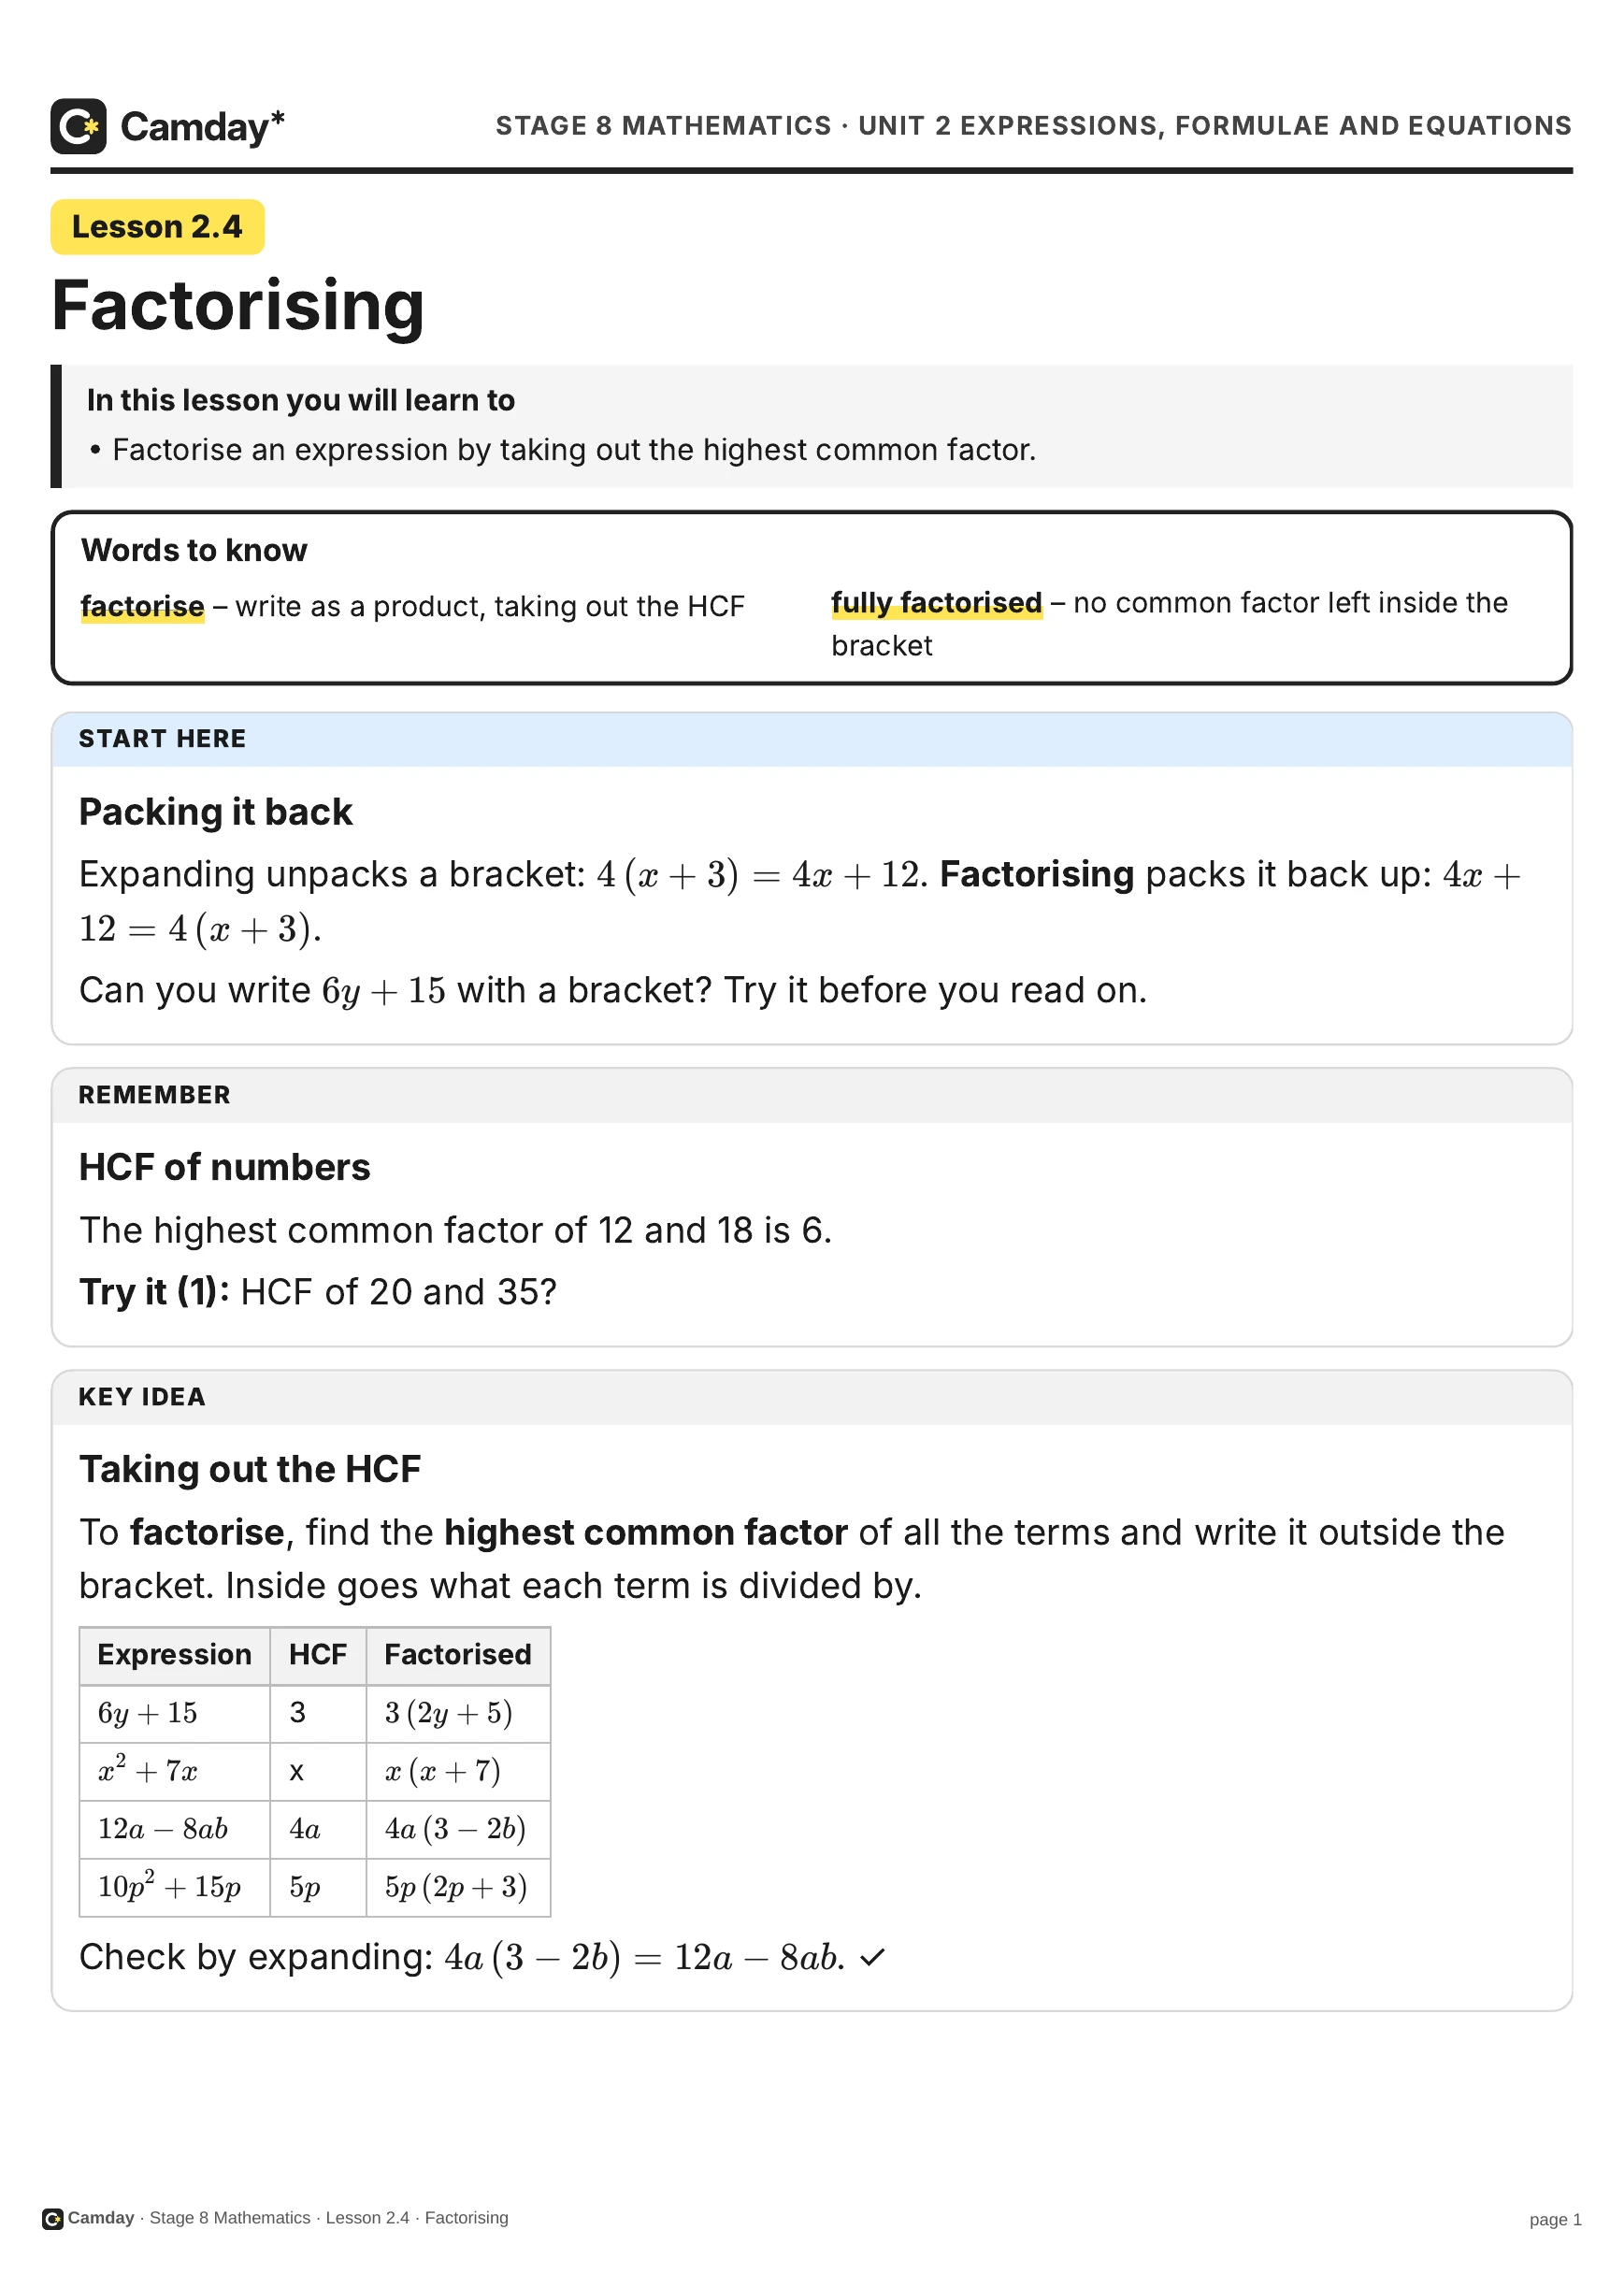 Camday*
STAGE 8 MATHEMATICS · UNIT 2 EXPRESSIONS, FORMULAE AND EQUATIONS
Lesson 2.4
Factorising
In this lesson you will learn to
• Factorise an expression by taking out the highest common factor.
Words to know
factorise – write as a product, taking out the HCF
fully factorised – no common factor left inside the
bracket
START HERE
Packing it back
Expanding unpacks a bracket: 4 (x + 3) = 4x + 12. Factorising packs it back up: 4x +
12 = 4 (x + 3).
Can you write 6y + 15 with a bracket? Try it before you read on.
REMEMBER
HCF of numbers
The highest common factor of 12 and 18 is 6.
Try it (1): HCF of 20 and 35?
KEY IDEA
Taking out the HCF
To factorise, find the highest common factor of all the terms and write it outside the
bracket. Inside goes what each term is divided by.
Expression HCF Factorised
6y + 15 3 3 (2y + 5)
x² + 7x x x (x + 7)
12a − 8ab 4a 4a (3 − 2b)
10p² + 15p 5p 5p (2p + 3)
Check by expanding: 4a (3 − 2b) = 12a − 8ab. ✓
Camday · Stage 8 Mathematics · Lesson 2.4 · Factorising
page 1